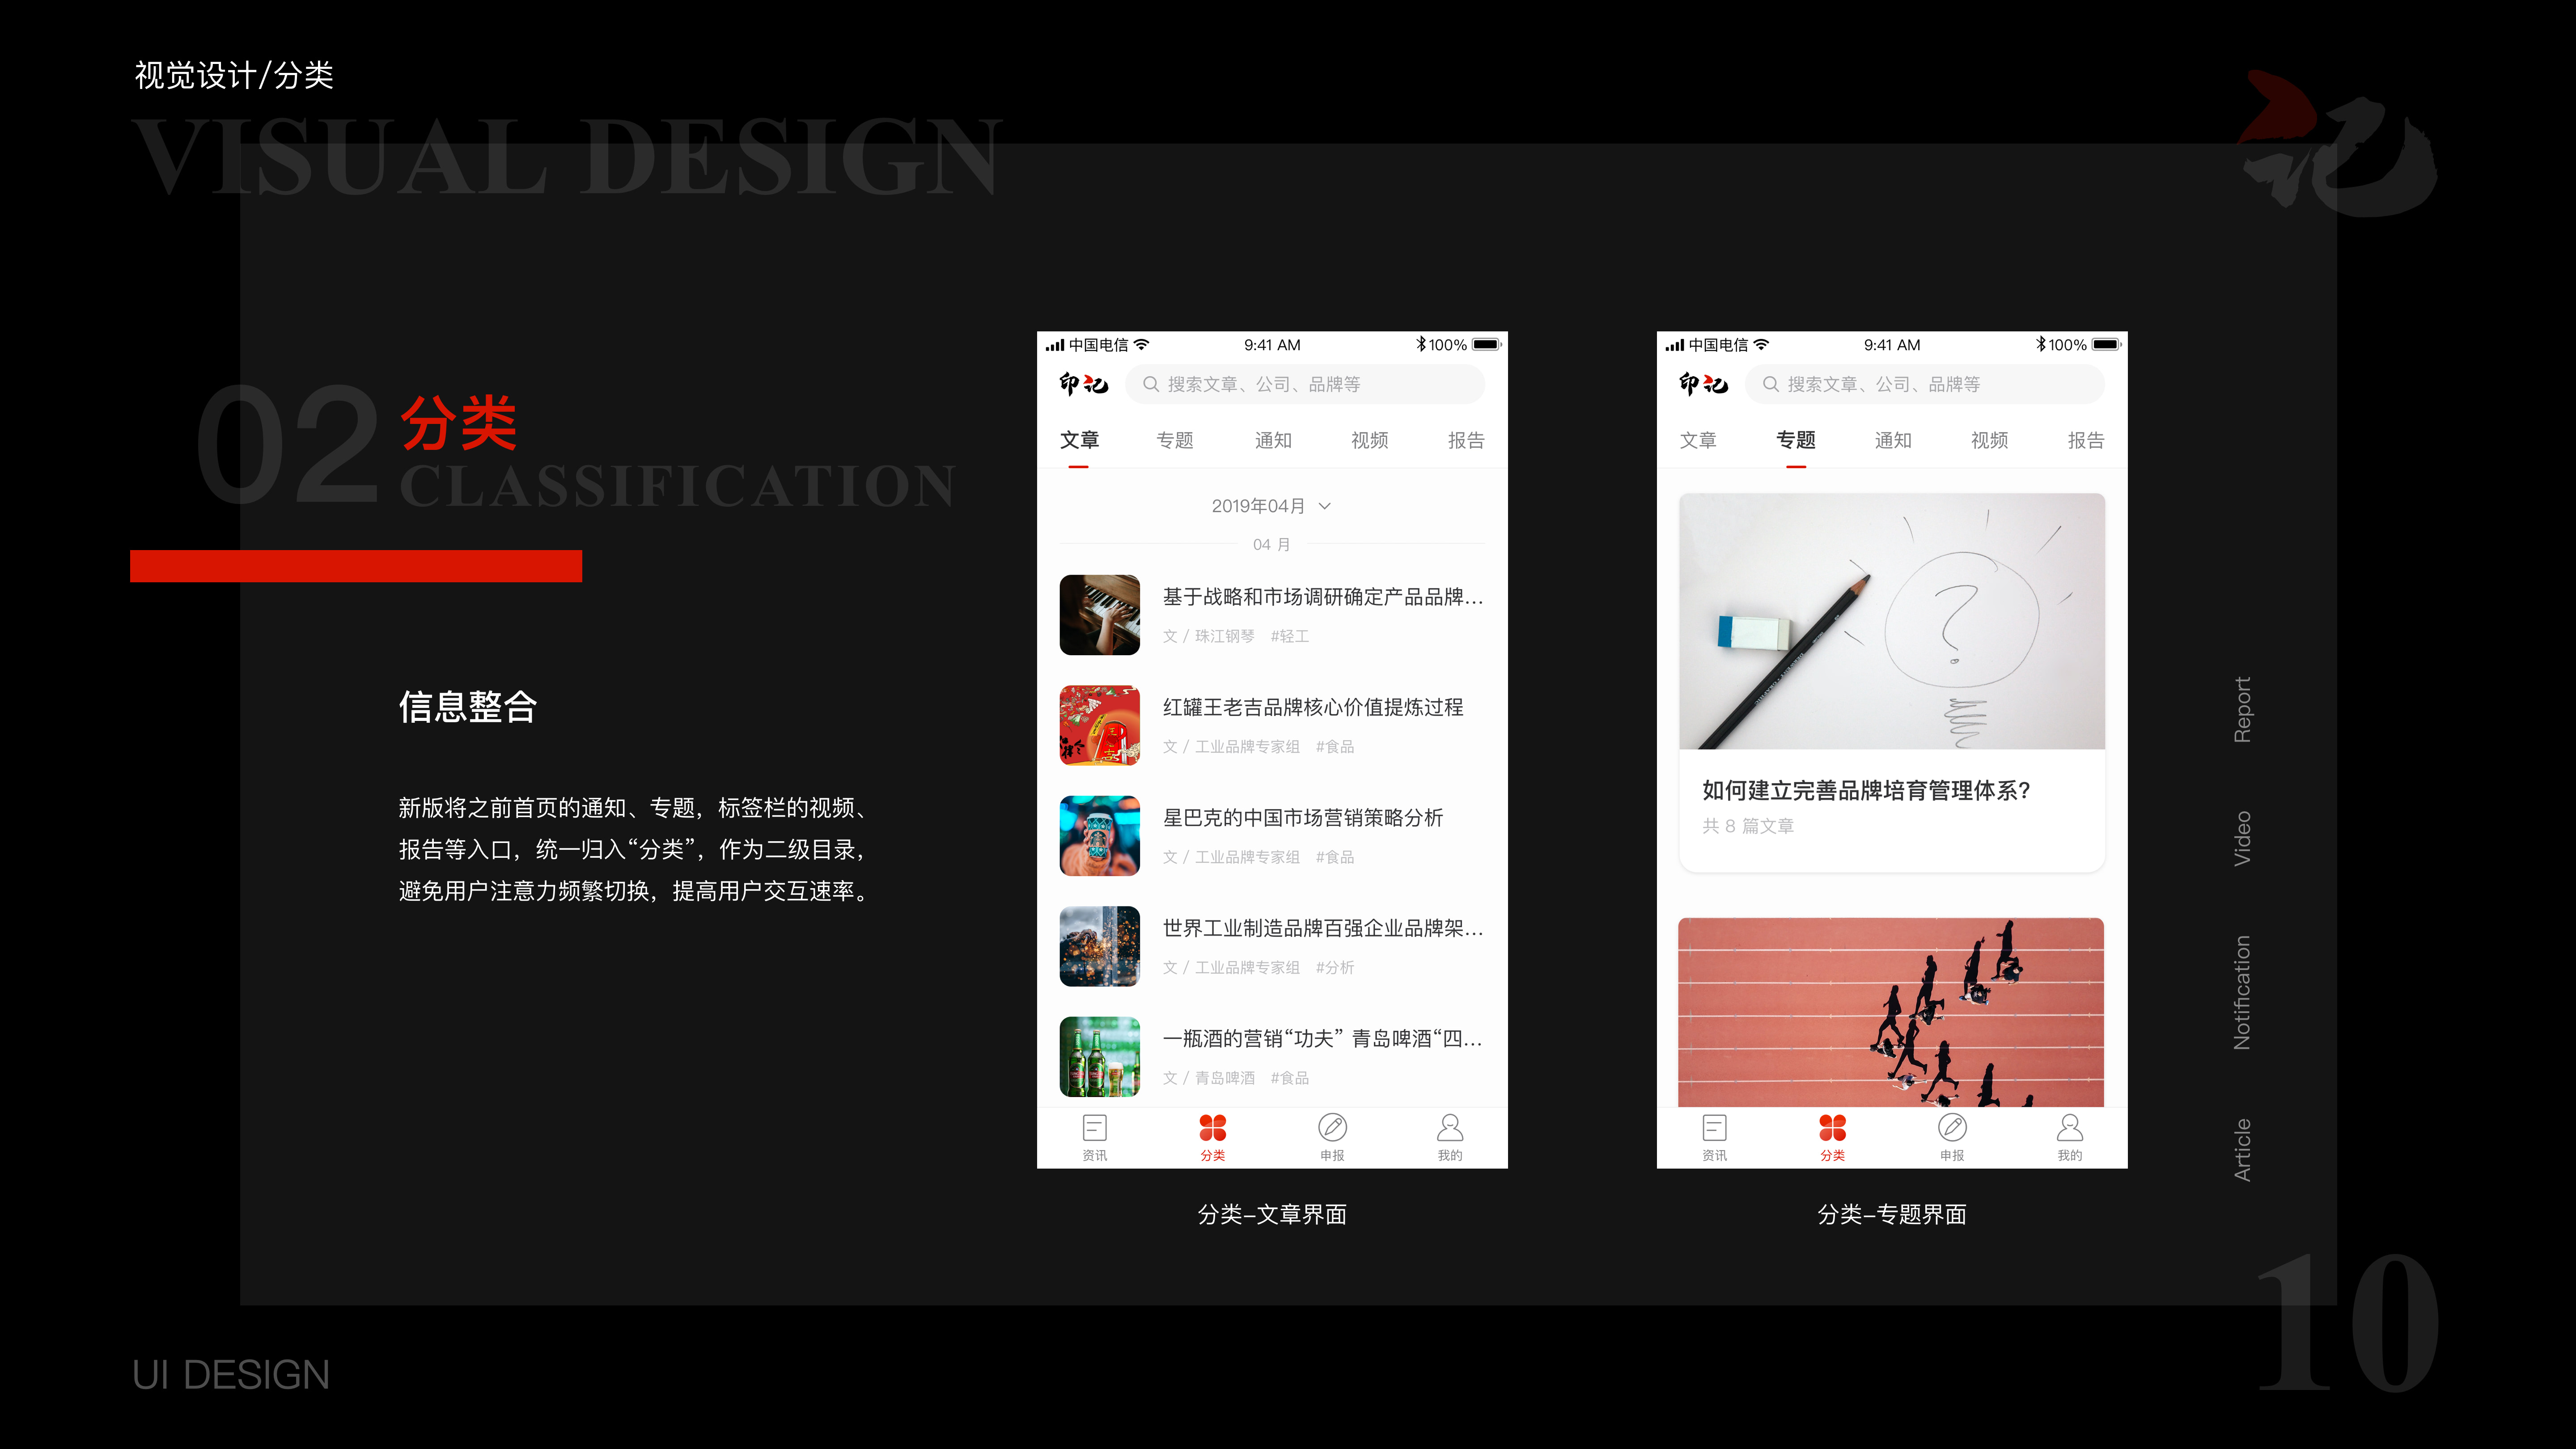 视觉设计/分类
VISUAL DESIGN
记
02
分类
CLASSIFICATION
信息整合
新版将之前首页的通知、专题，标签栏的视频、
报告等入口，统一归入“分类”，作为二级目录，
避免用户注意力频繁切换，提高用户交互速率。
中国电信 9:41 AM 100%
印记 搜索文章、公司、品牌等
文章 专题 通知 视频 报告
2019年04月
04 月
基于战略和市场调研确定产品品牌...
文 / 珠江钢琴 #轻工
红罐王老吉品牌核心价值提炼过程
文 / 工业品牌专家组 #食品
星巴克的中国市场营销策略分析
文 / 工业品牌专家组 #食品
世界工业制造品牌百强企业品牌架...
文 / 工业品牌专家组 #分析
一瓶酒的营销“功夫” 青岛啤酒“四...
文 / 青岛啤酒 #食品
资讯 分类 申报 我的
分类–文章界面
中国电信 9:41 AM 100%
印记 搜索文章、公司、品牌等
文章 专题 通知 视频 报告
?
如何建立完善品牌培育管理体系?
共 8 篇文章
资讯 分类 申报 我的
分类–专题界面
Report
Video
Notification
Article
UI DESIGN
10